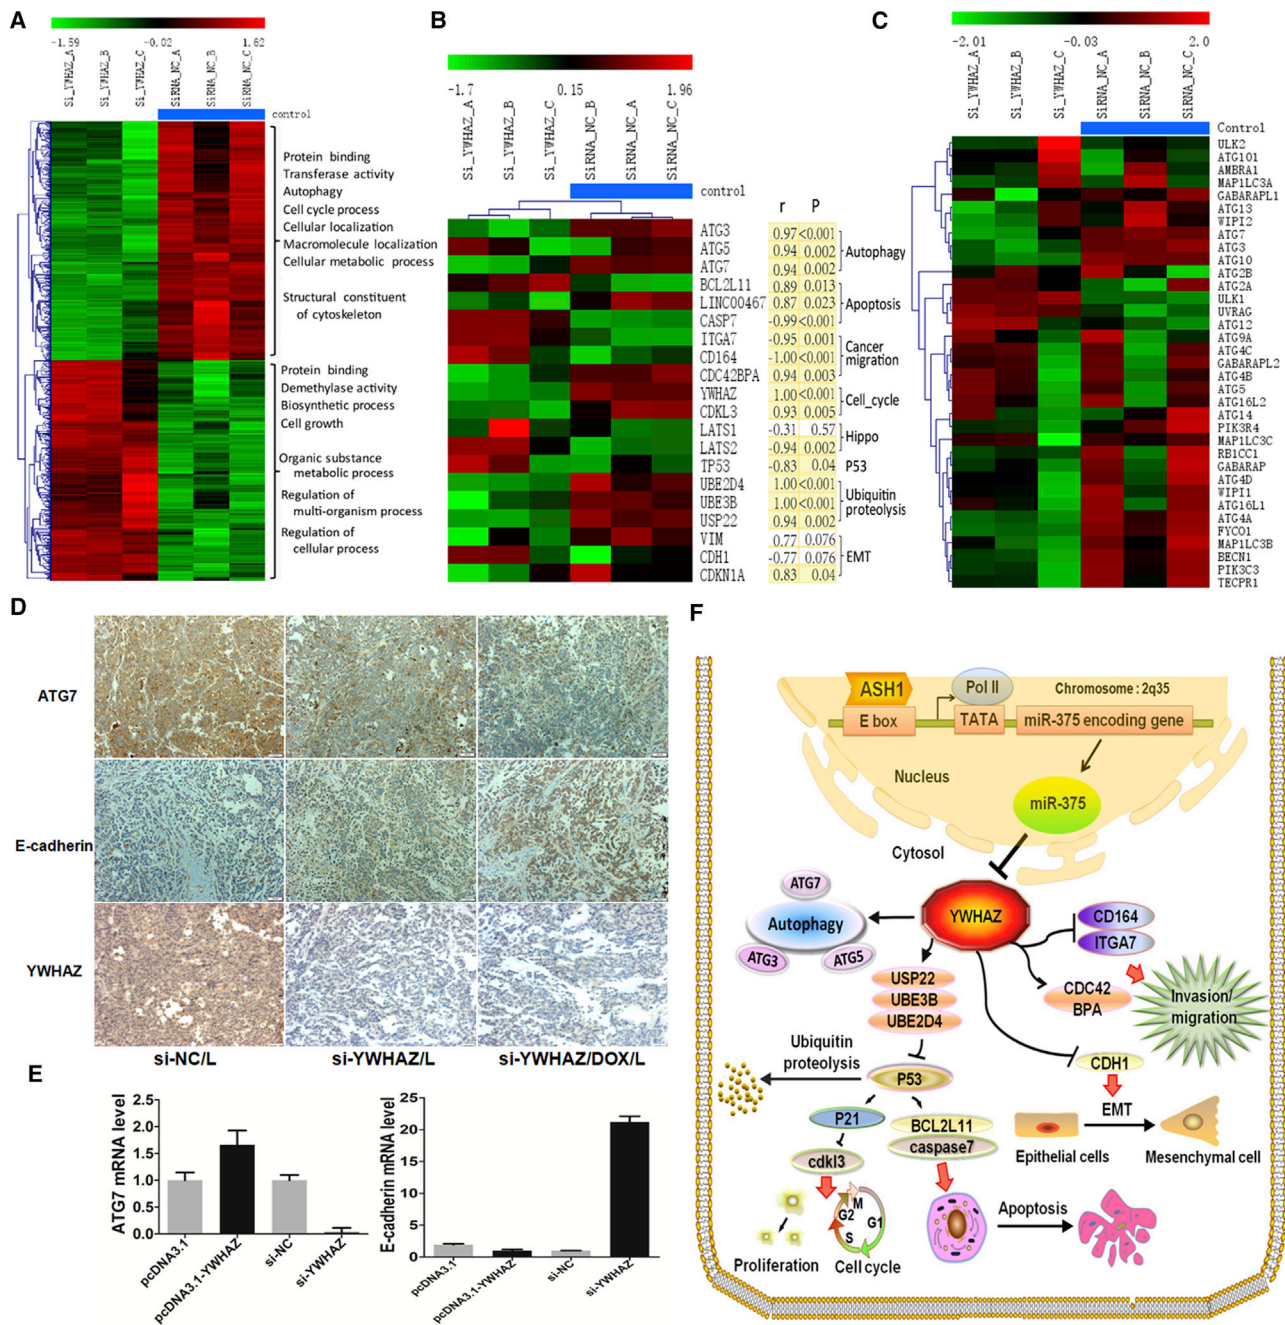 A
-1.59
-0.02
1.62
Si_YWHAZ_A
Si_YWHAZ_B
Si_YWHAZ_C
SiRNA_NC_A
SiRNA_NC_B
SiRNA_NC_C
control
Protein binding
Transferase activity
Autophagy
Cell cycle process
Cellular localization
Macromolecule localization
Cellular metabolic process
Structural constituent
of cytoskeleton
Protein binding
Demethylase activity
Biosynthetic process
Cell growth
Organic substance
metabolic process
Regulation of
multi-organism process
Regulation of
cellular process
B
-1.7
0.15
1.96
Si_YWHAZ_A
Si_YWHAZ_B
Si_YWHAZ_C
SiRNA_NC_B
SiRNA_NC_A
SiRNA_NC_C
control
r P
ATG3 0.97 <0.001
ATG5 0.94 0.002
ATG7 0.94 0.002
BCL2L11 0.89 0.013
LINC00467 0.87 0.023
CASP7 -0.99 <0.001
ITGA7 -0.95 0.001
CD164 -1.00 <0.001
CDC42BPA 0.94 0.003
YWHAZ 1.00 <0.001
CDKL3 0.93 0.005
LATS1 -0.31 0.57
LATS2 -0.94 0.002
TP53 -0.83 0.04
UBE2D4 1.00 <0.001
UBE3B 1.00 <0.001
USP22 0.94 0.002
VIM 0.77 0.076
CDH1 -0.77 0.076
CDKN1A 0.83 0.04
Autophagy
Apoptosis
Cancer
migration
Cell_cycle
Hippo
P53
Ubiquitin
proteolysis
EMT
C
-2.01
-0.03
2.0
Si_YWHAZ_A
Si_YWHAZ_B
Si_YWHAZ_C
SiRNA_NC_A
SiRNA_NC_B
SiRNA_NC_C
Control
ULK2
ATG101
AMBRA1
MAP1LC3A
GABARAPL1
ATG13
WIPI2
ATG7
ATG3
ATG10
ATG2B
ATG2A
ULK1
UVRAG
ATG12
ATG9A
ATG4C
GABARAPL2
ATG4B
ATG5
ATG16L2
ATG14
PIK3R4
MAP1LC3C
RB1CC1
GABARAP
ATG4D
WIPI1
ATG16L1
ATG4A
FYCO1
MAP1LC3B
BECN1
PIK3C3
TECPR1
D
ATG7
E-cadherin
YWHAZ
si-NC/L
si-YWHAZ/L
si-YWHAZ/DOX/L
E
ATG7 mRNA level
2.5
2.0
1.5
1.0
0.5
0.0
pcDNA3.1
pcDNA3.1-YWHAZ
si-NC
si-YWHAZ
E-cadherin mRNA level
25
20
15
10
5
0
pcDNA3.1
pcDNA3.1-YWHAZ
si-NC
si-YWHAZ
F
ASH1
Pol II
Chromosome : 2q35
E box
TATA
miR-375 encoding gene
Nucleus
miR-375
Cytosol
ATG7
Autophagy
ATG3
ATG5
YWHAZ
CD164
ITGA7
USP22
UBE3B
UBE2D4
CDC42
BPA
Invasion/
migration
Ubiquitin
proteolysis
P53
CDH1
P21
BCL2L11
caspase7
cdkl3
EMT
Epithelial cells
Mesenchymal cell
M
G2
G1
S
Apoptosis
Proliferation
Cell cycle